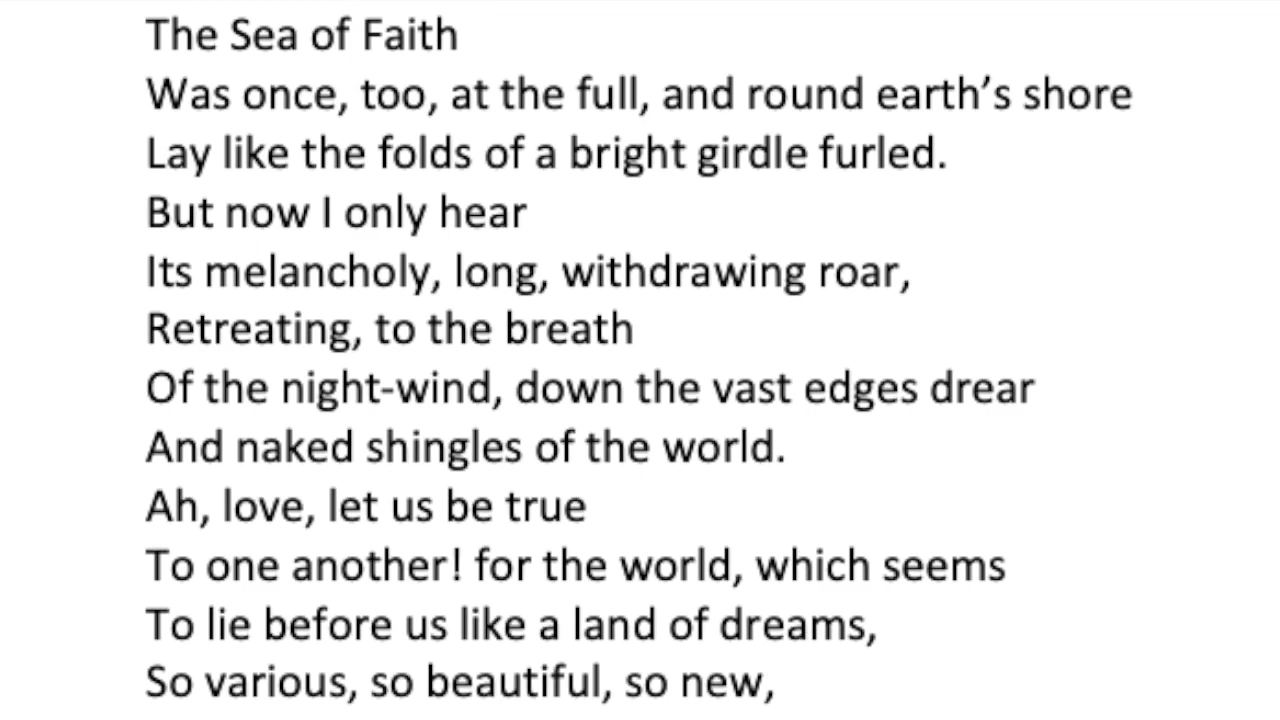 The Sea of Faith
Was once, too, at the full, and round earth’s shore
Lay like the folds of a bright girdle furled.
But now I only hear
Its melancholy, long, withdrawing roar,
Retreating, to the breath
Of the night-wind, down the vast edges drear
And naked shingles of the world.
Ah, love, let us be true
To one another! for the world, which seems
To lie before us like a land of dreams,
So various, so beautiful, so new,